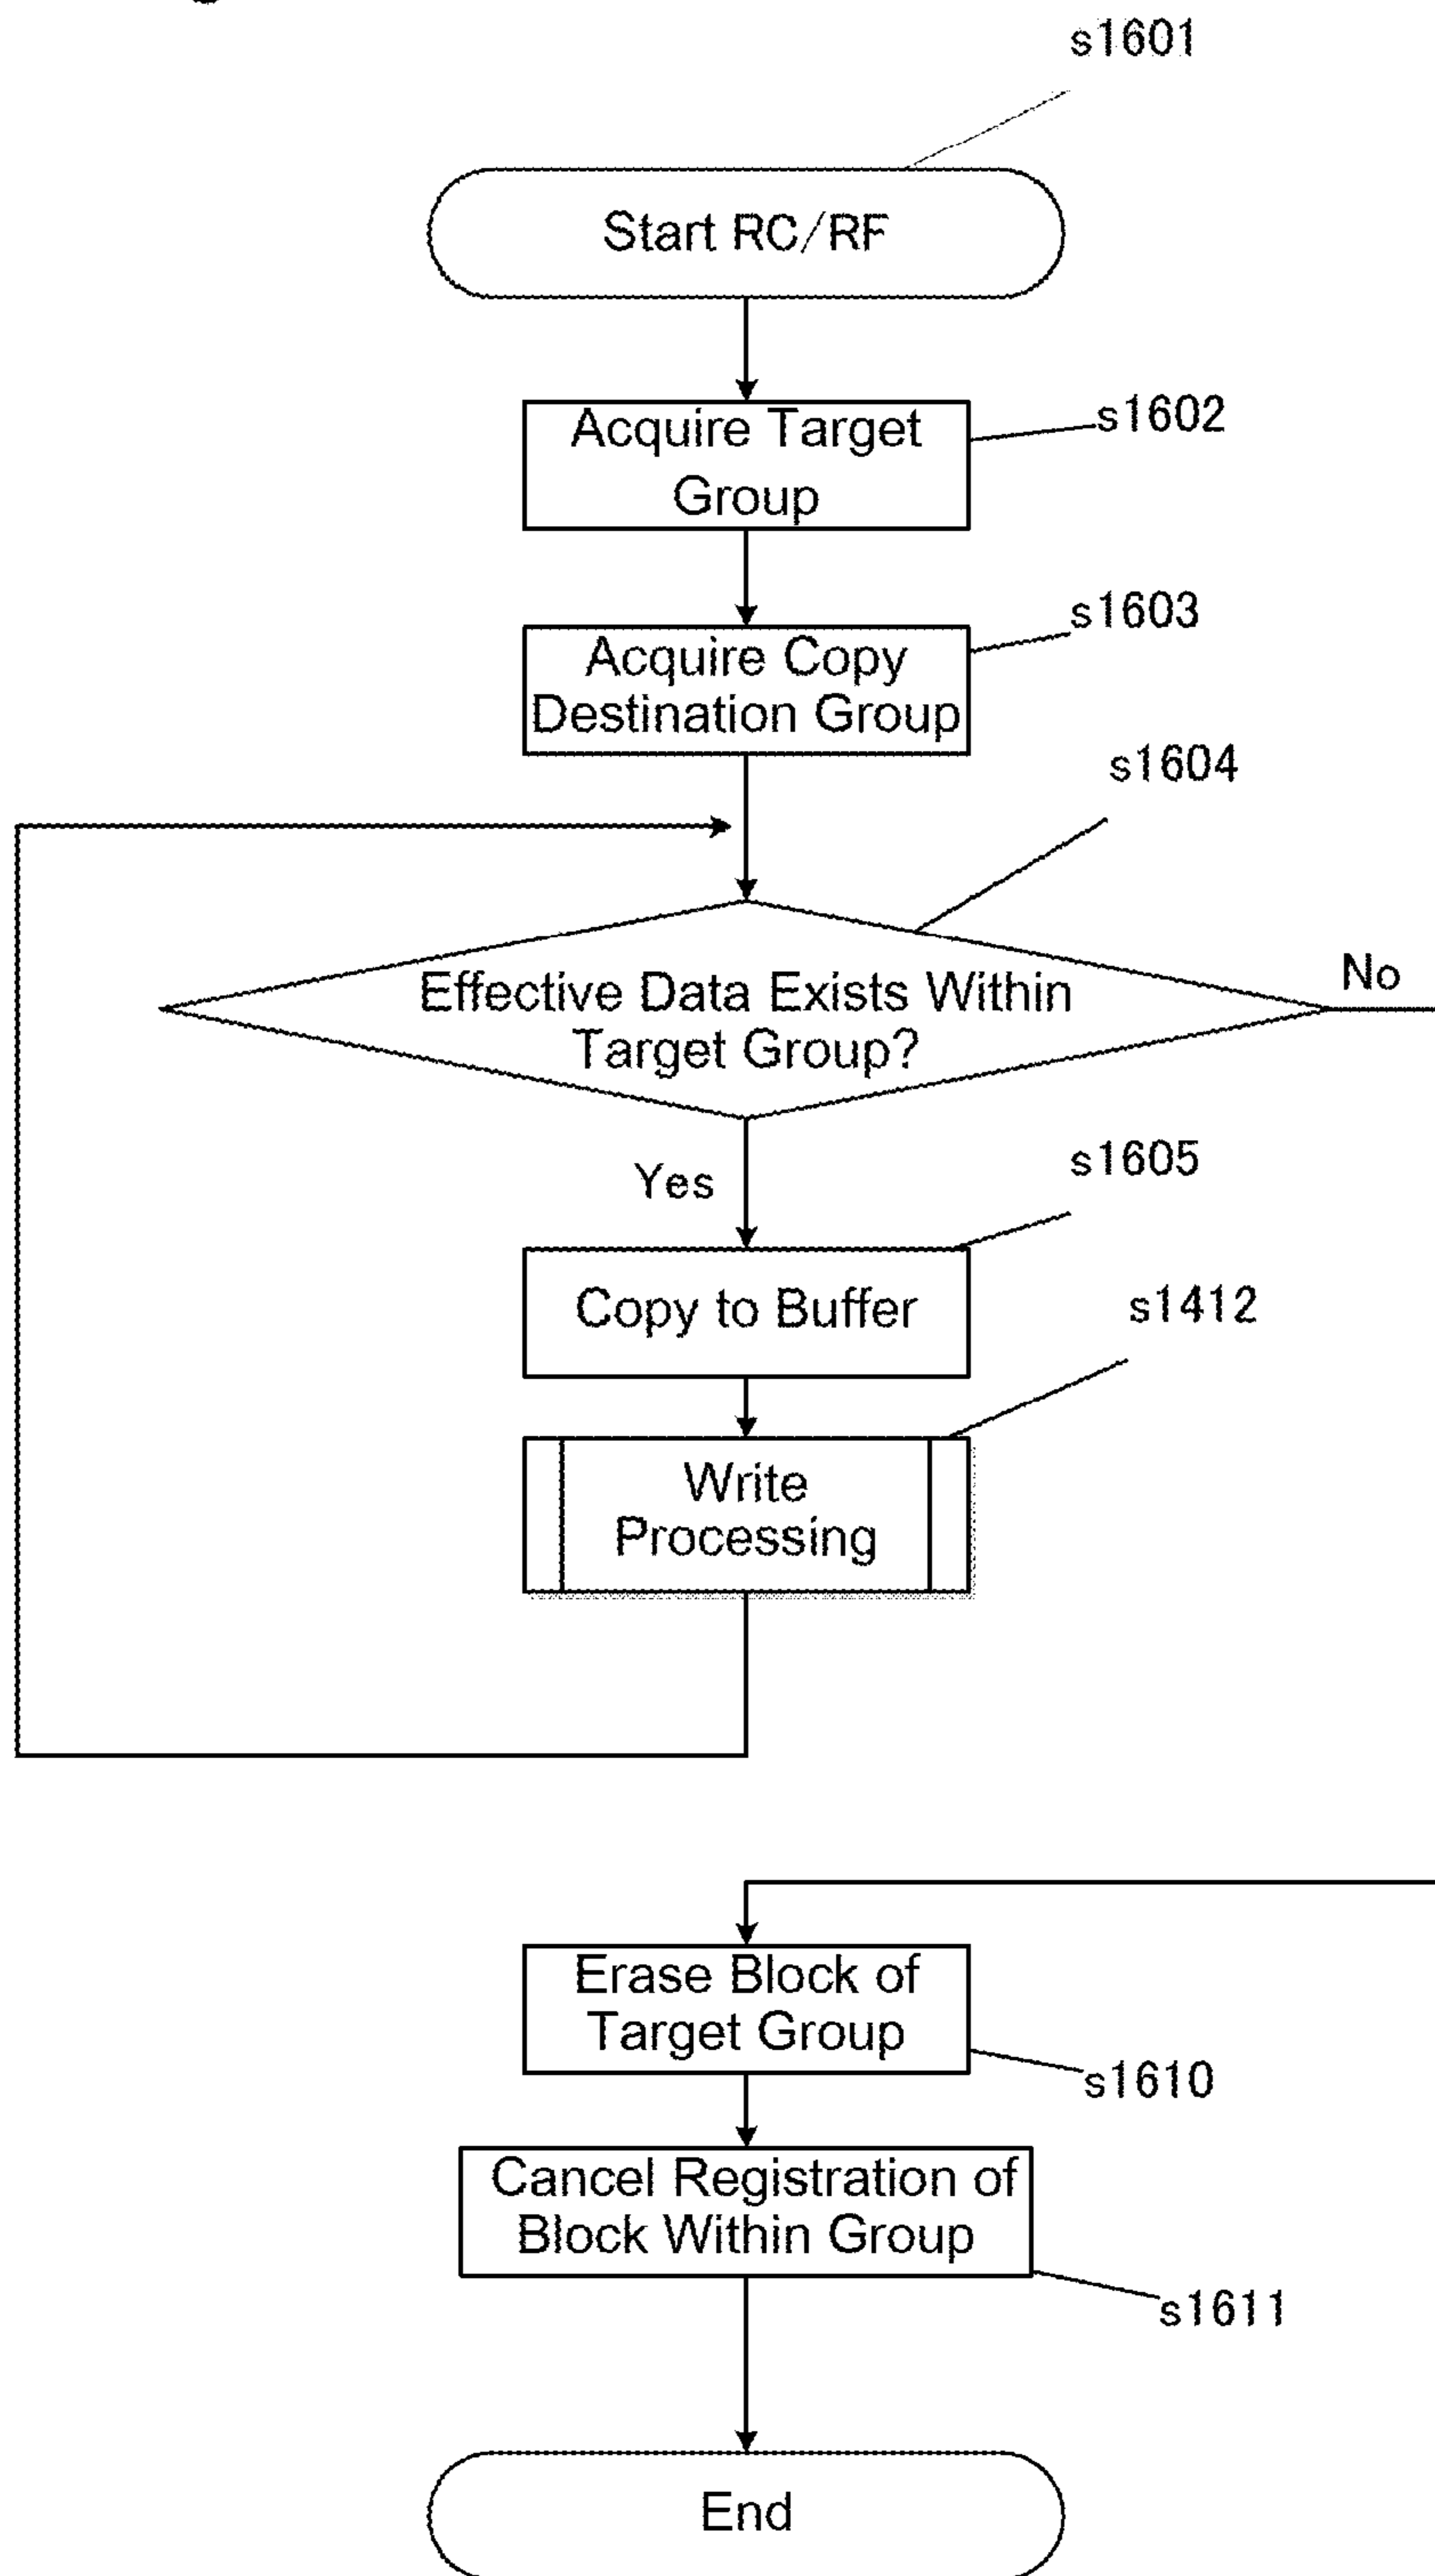 s1601
Start RC/RF
Acquire Target
Group
s1602
Acquire Copy
Destination Group
s1603
s1604
Effective Data Exists Within
Target Group?
No
Yes
s1605
Copy to Buffer
s1412
Write
Processing
Erase Block of
Target Group
s1610
Cancel Registration of
Block Within Group
s1611
End